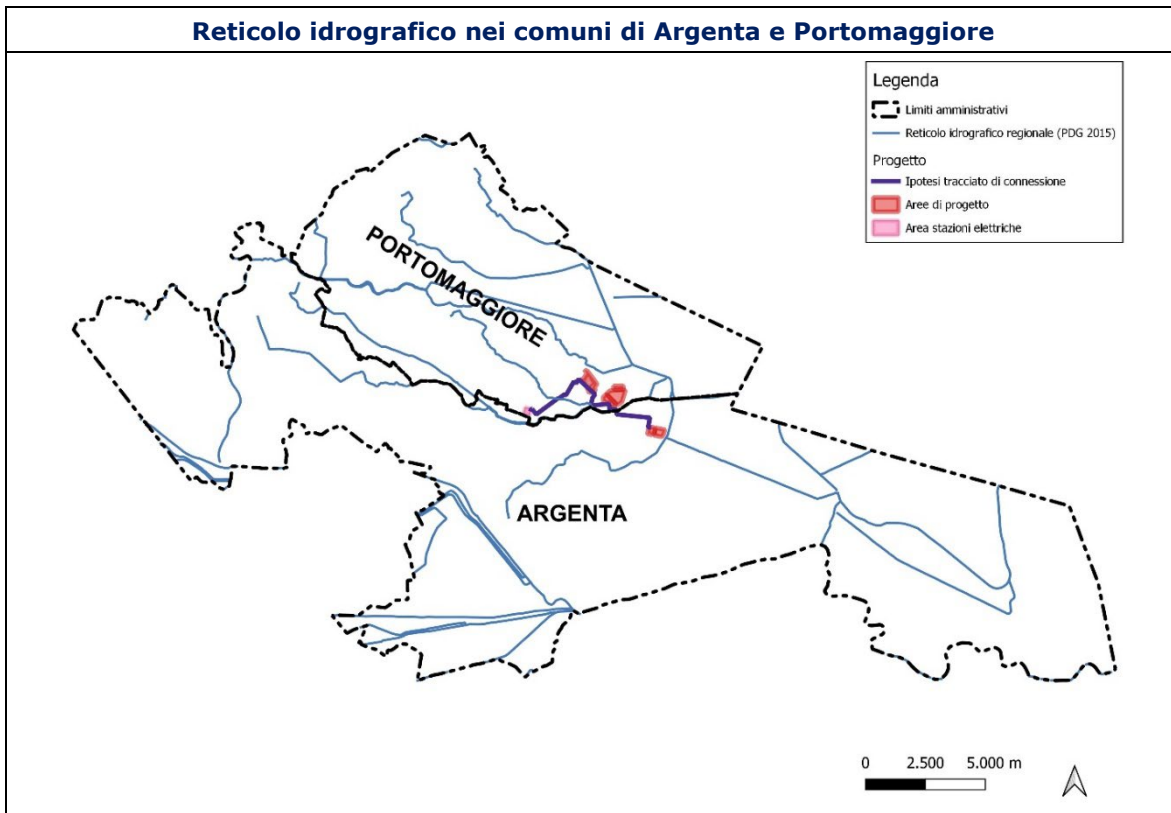 Reticolo idrografico nei comuni di Argenta e Portomaggiore
Legenda
Limiti amministrativi
Reticolo idrografico regionale (PDG 2015)
Progetto
Ipotesi tracciato di connessione
Aree di progetto
Area stazioni elettriche
PORTOMAGGIORE
ARGENTA
0 2.500 5.000 m